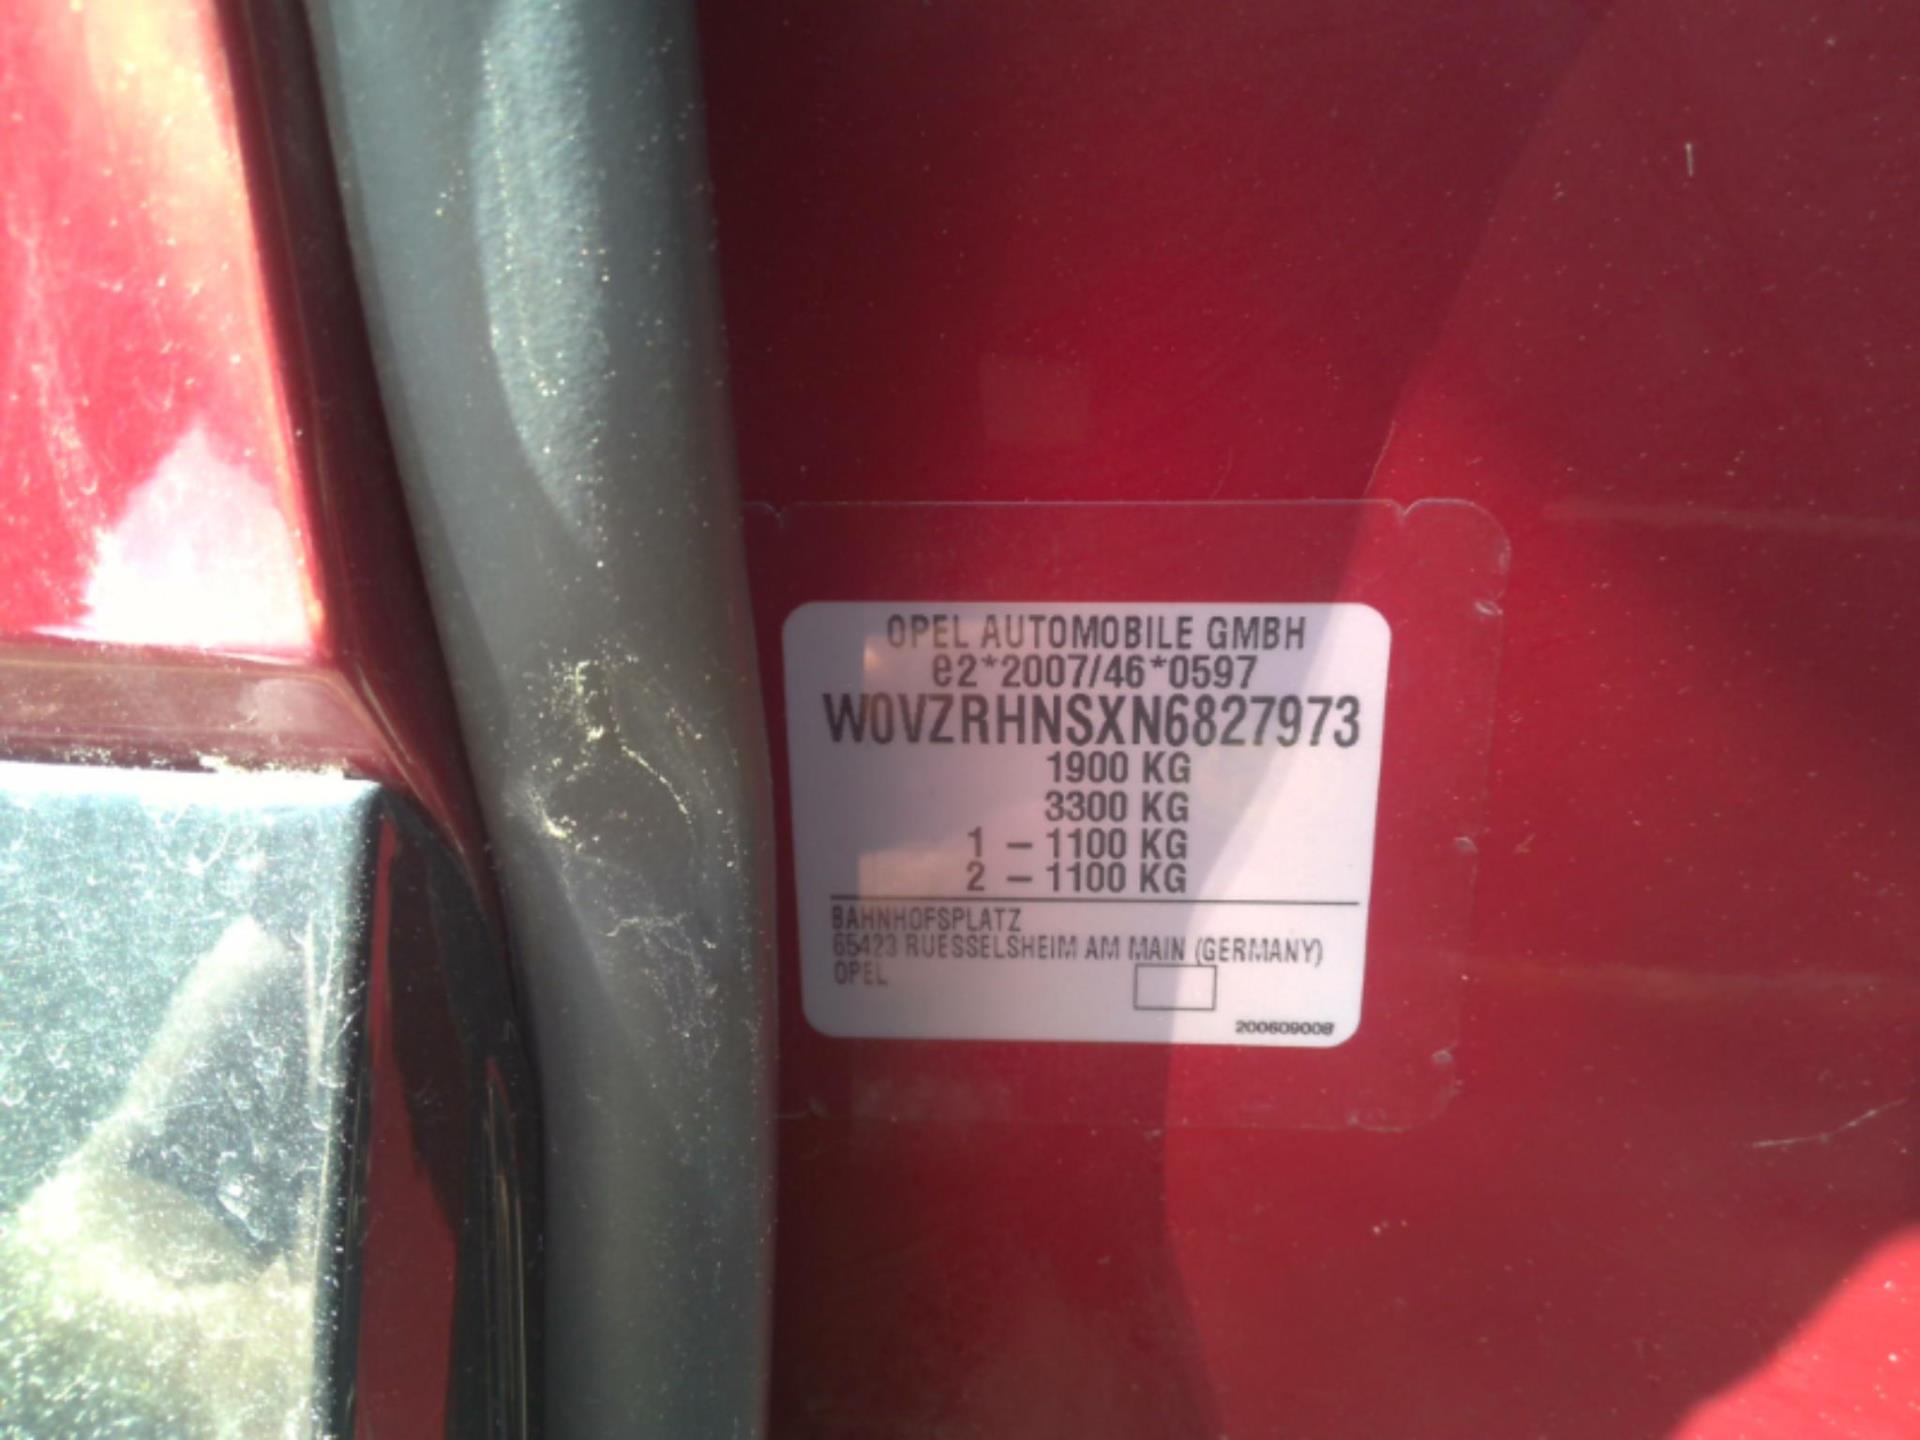 OPEL AUTOMOBILE GMBH
e2*2007/46*0597
W0VZRHNSXN6827973
1900 KG
3300 KG
1 – 1100 KG
2 – 1100 KG
BAHNHOFSPLATZ
65423 RUESSELSHEIM AM MAIN (GERMANY)
OPEL
200609008